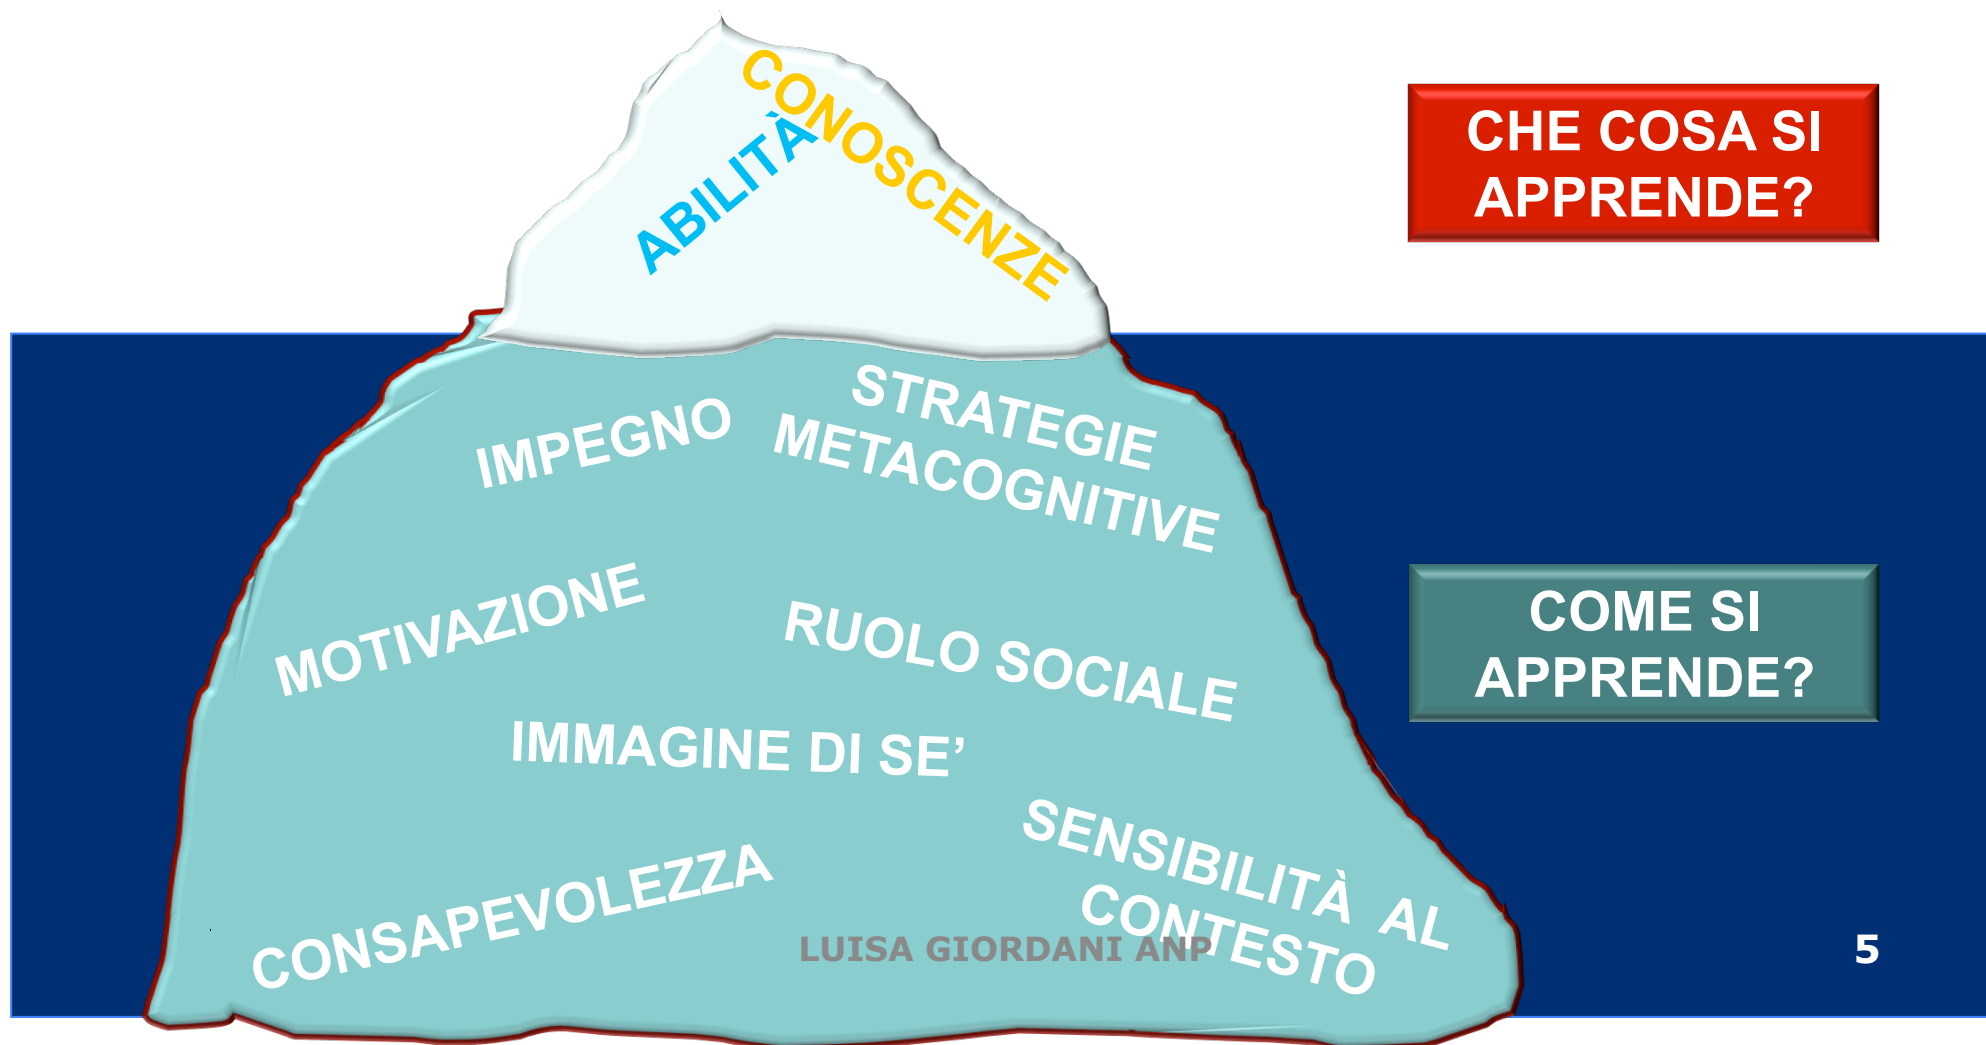 CONOSCENZE
ABILITÀ
CHE COSA SI
APPRENDE?
IMPEGNO
STRATEGIE
METACOGNITIVE
MOTIVAZIONE
RUOLO SOCIALE
COME SI
APPRENDE?
IMMAGINE DI SE’
CONSAPEVOLEZZA
SENSIBILITÀ AL
CONTESTO
LUISA GIORDANI ANP
5